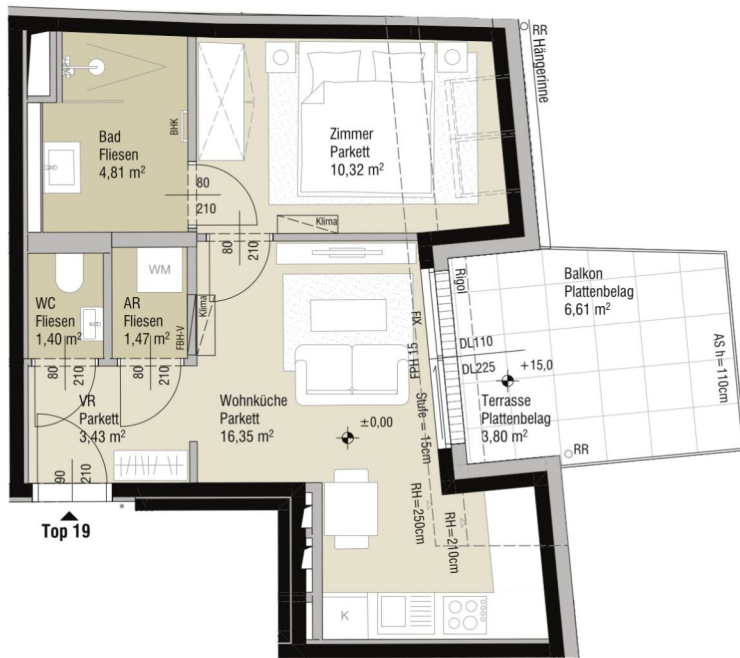 RR
Hängerinne
Bad
Fliesen
4,81 m²
BHK
Zimmer
Parkett
10,32 m²
80
210
Klima
80
210
WC
Fliesen
1,40 m²
WM
AR
Fliesen
1,47 m²
FBH-V
Klima
80
210
80
210
VR
Parkett
3,43 m²
90
210
Top 19
Wohnküche
Parkett
16,35 m²
±0,00
FIX
FPH 15
Stufe = 15cm
RH=250cm
RH=210cm
K
Rigol
DL110
DL225
+15,0
Balkon
Plattenbelag
6,61 m²
AS h=110cm
Terrasse
Plattenbelag
3,80 m²
RR